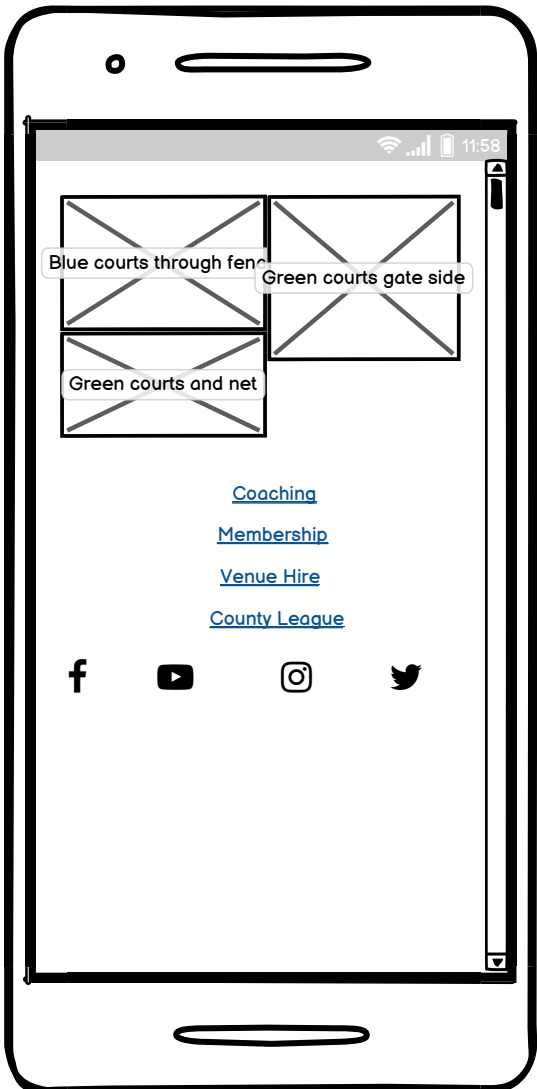 11:58
Blue courts through fenc
Green courts gate side
Green courts and net
Coaching
Membership
Venue Hire
County League